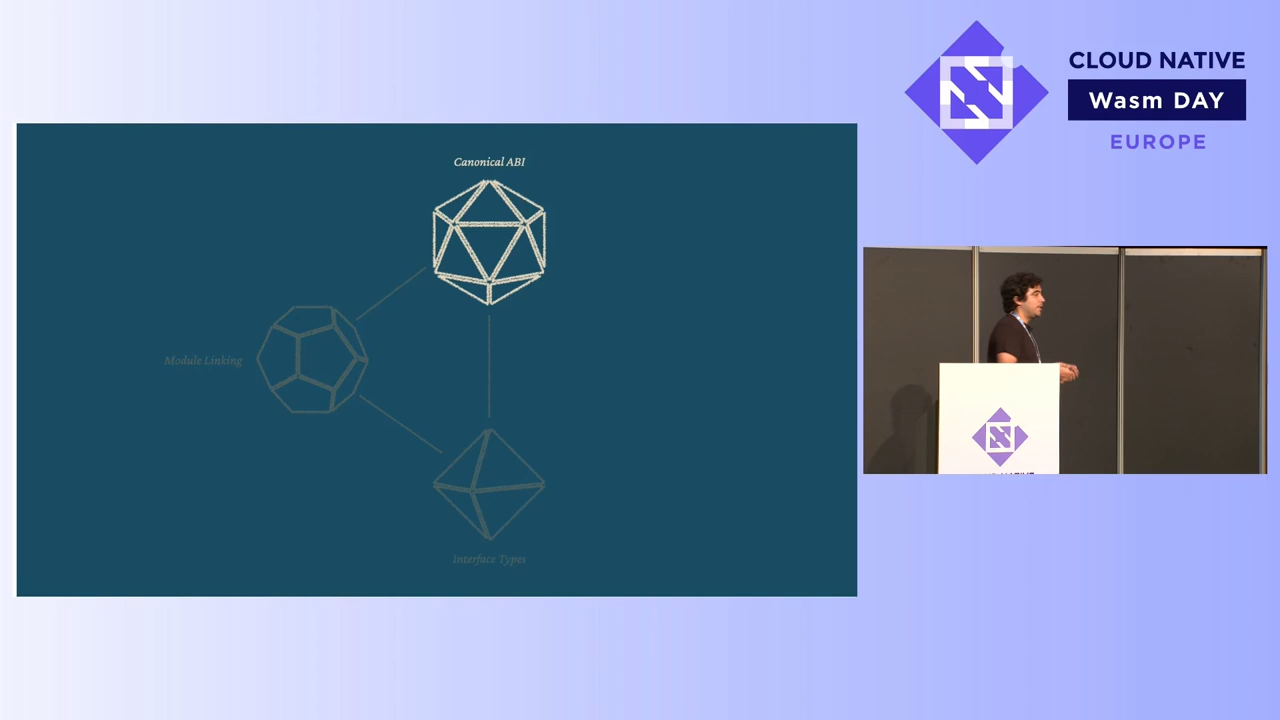 Canonical ABI
Module Linking
Interface Types
CLOUD NATIVE
Wasm DAY
EUROPE